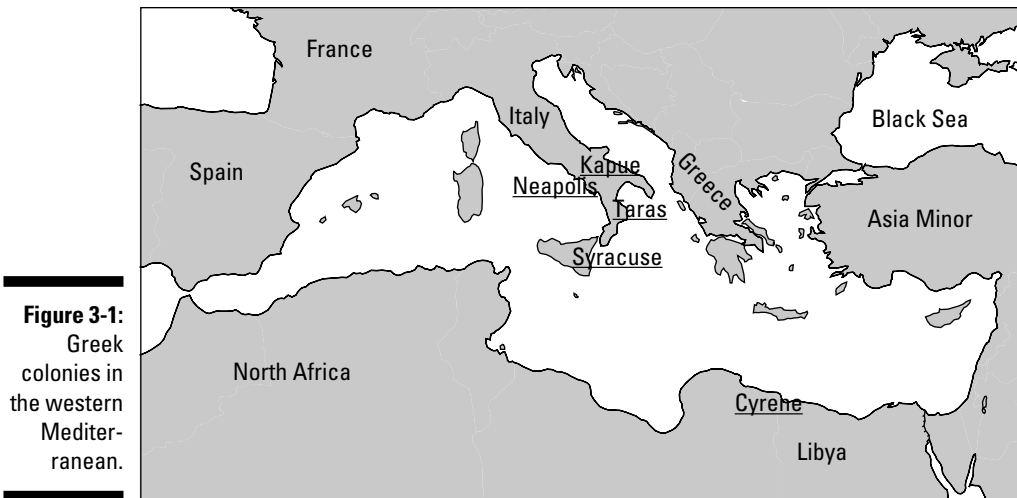 France
Italy
Black Sea
Spain
Kapue
Neapolis
Greece
Taras
Asia Minor
Syracuse
Figure 3-1:
Greek
colonies in
the western
Mediter-
ranean.
North Africa
Cyrene
Libya